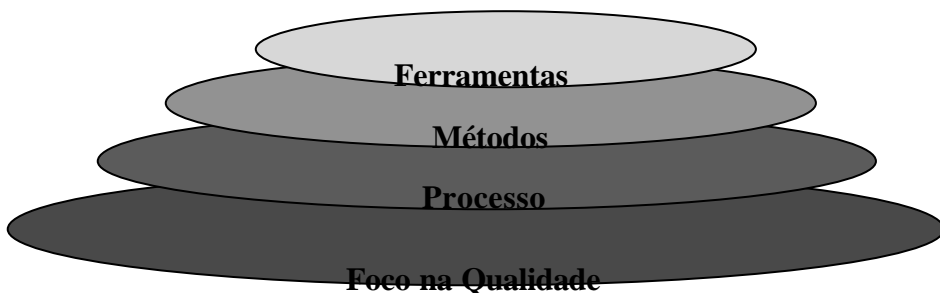 Ferramentas
Métodos
Processo
Foco na Qualidade